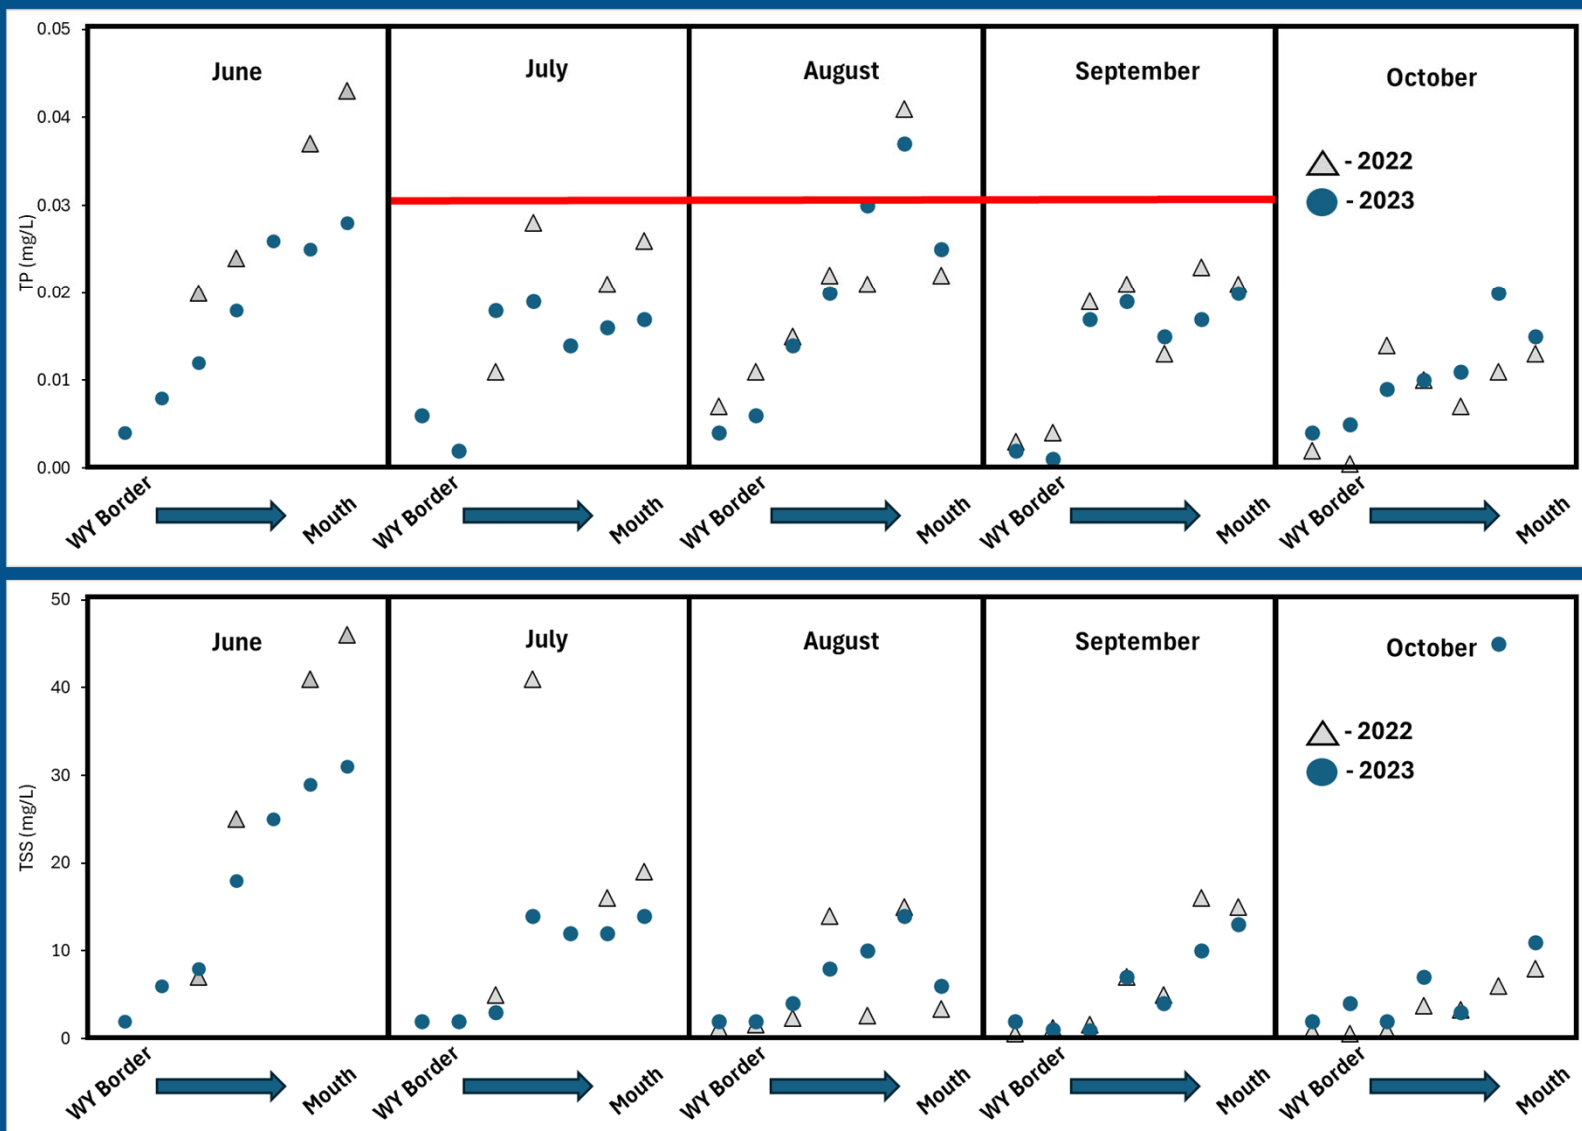 0.05
0.04
0.03
0.02
0.01
0.00
TP (mg/L)
June
July
August
September
October
- 2022
- 2023
WY Border
Mouth
WY Border
Mouth
WY Border
Mouth
WY Border
Mouth
WY Border
Mouth
50
40
30
20
10
0
TSS (mg/L)
June
July
August
September
October
- 2022
- 2023
WY Border
Mouth
WY Border
Mouth
WY Border
Mouth
WY Border
Mouth
WY Border
Mouth